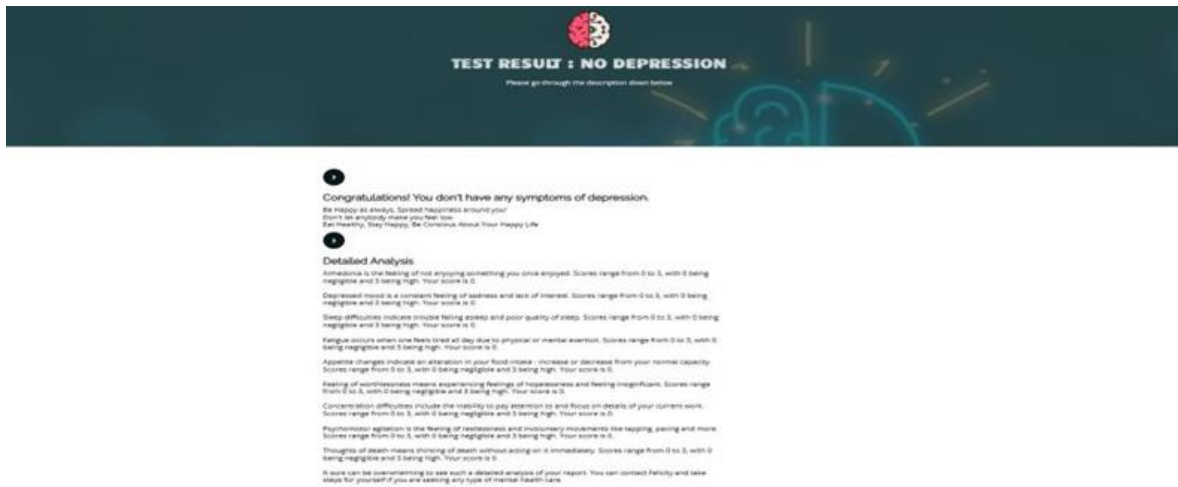 TEST RESULT : NO DEPRESSION
Please go through the description down below
Congratulations! You don't have any symptoms of depression.
Be Happy as always, Spread happiness around you!
Don't let anybody make you feel low
Eat Healthy, Stay Happy, Be Conscious About Your Happy Life
Detailed Analysis
is the feeling of not enjoying something you once enjoyed. Scores range from 0 to 3, with 0 being
negligible and 3 being high. Your score is 0.
Depressed mood is a constant feeling of sadness and lack of interest. Scores range from 0 to 3, with 0 being
negligible and 3 being high. Your score is 0.
Sleep difficulties indicate trouble falling asleep and poor quality of sleep. Scores range from 0 to 3, with 0 being
negligible and 3 being high. Your score is 0.
Fatigue occurs when one feels tired all day due to physical or mental exertion. Scores range from 0 to 3, with 0
being negligible and 3 being high. Your score is 0.
Appetite changes indicate an alteration in your food intake - increase or decrease from your normal capacity.
Scores range from 0 to 3, with 0 being negligible and 3 being high. Your score is 0.
Feeling of worthlessness means experiencing feelings of hopelessness and feeling insignificant. Scores range
from 0 to 3, with 0 being negligible and 3 being high. Your score is 0.
Concentration difficulties include the inability to pay attention to and focus on details of your current work.
Scores range from 0 to 3, with 0 being negligible and 3 being high. Your score is 0.
Psychomotor agitation is the feeling of restlessness and involuntary movements like tapping, and more.
Scores range from 0 to 3, with 0 being negligible and 3 being high. Your score is 0.
Thoughts of death means thinking of death without acting on it immediately. Scores range from 0 to 3, with 0
being negligible and 3 being high. Your score is 0.
It sure can be overwhelming to see such a detailed analysis of your report. You can contact Felicity and take
steps for yourself if you are seeking any type of mental health care.